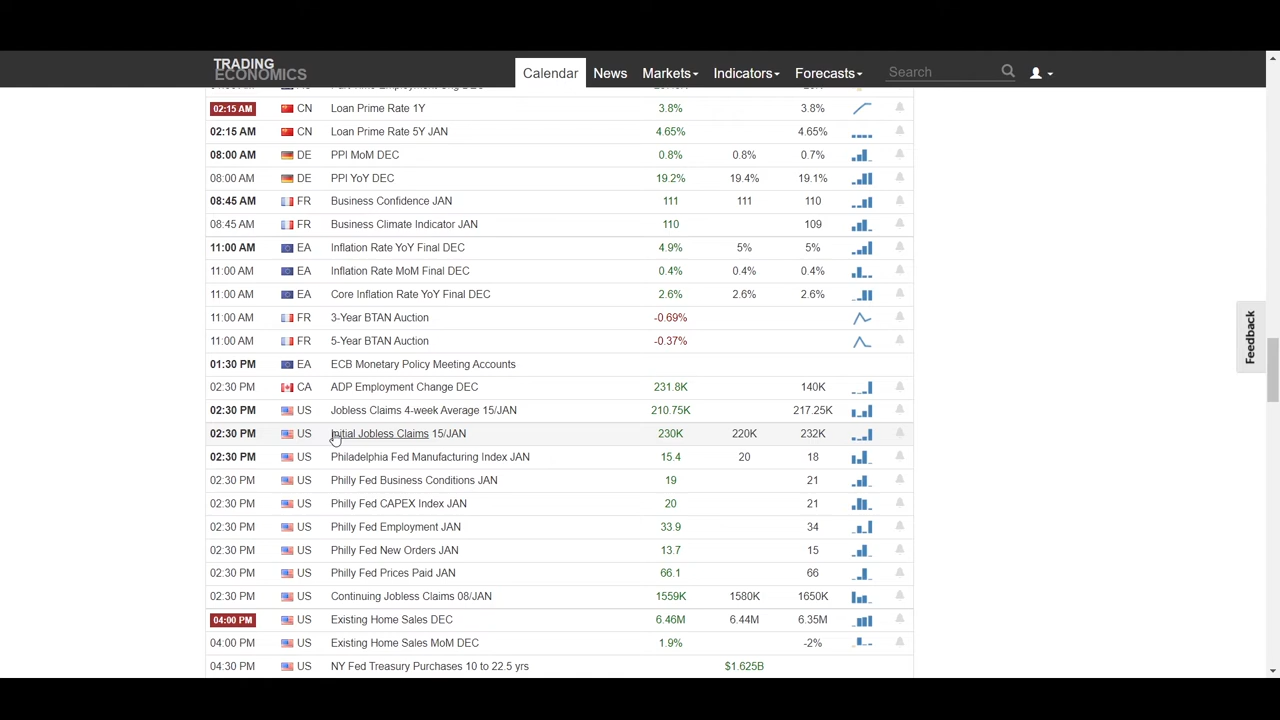 TRADING
ECONOMICS
Calendar News Markets Indicators Forecasts Search
02:15 AM CN Loan Prime Rate 1Y 3.8% 3.8%
02:15 AM CN Loan Prime Rate 5Y JAN 4.65% 4.65%
08:00 AM DE PPI MoM DEC 0.8% 0.8% 0.7%
08:00 AM DE PPI YoY DEC 19.2% 19.4% 19.1%
08:45 AM FR Business Confidence JAN 111 111 110
08:45 AM FR Business Climate Indicator JAN 110 109
11:00 AM EA Inflation Rate YoY Final DEC 4.9% 5% 5%
11:00 AM EA Inflation Rate MoM Final DEC 0.4% 0.4% 0.4%
11:00 AM EA Core Inflation Rate YoY Final DEC 2.6% 2.6% 2.6%
11:00 AM FR 3-Year BTAN Auction -0.69%
11:00 AM FR 5-Year BTAN Auction -0.37%
Feedback
01:30 PM EA ECB Monetary Policy Meeting Accounts
02:30 PM CA ADP Employment Change DEC 231.8K 140K
02:30 PM US Jobless Claims 4-week Average 15/JAN 210.75K 217.25K
02:30 PM US Initial Jobless Claims 15/JAN 230K 220K 232K
02:30 PM US Philadelphia Fed Manufacturing Index JAN 15.4 20 18
02:30 PM US Philly Fed Business Conditions JAN 19 21
02:30 PM US Philly Fed CAPEX Index JAN 20 21
02:30 PM US Philly Fed Employment JAN 33.9 34
02:30 PM US Philly Fed New Orders JAN 13.7 15
02:30 PM US Philly Fed Prices Paid JAN 66.1 66
02:30 PM US Continuing Jobless Claims 08/JAN 1559K 1580K 1650K
04:00 PM US Existing Home Sales DEC 6.46M 6.44M 6.35M
04:00 PM US Existing Home Sales MoM DEC 1.9% -2%
04:30 PM US NY Fed Treasury Purchases 10 to 22.5 yrs $1.625B